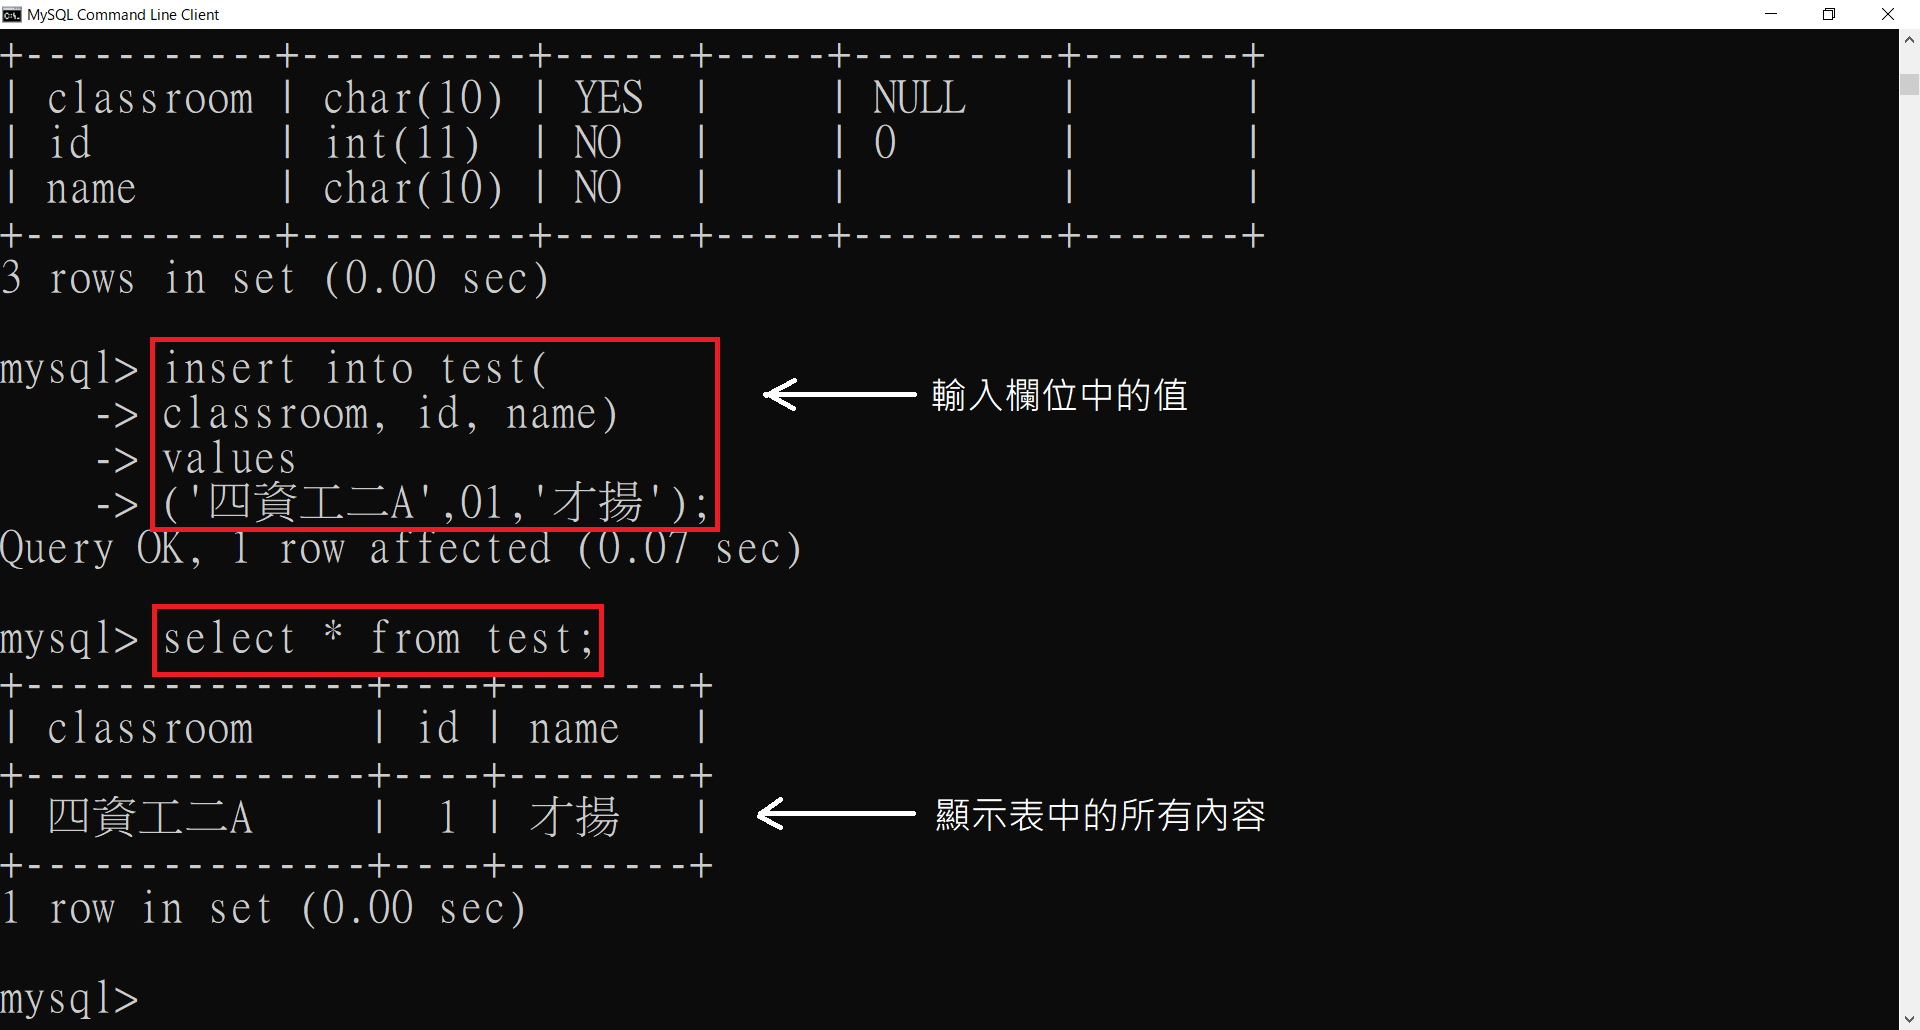 MySQL Command Line Client
+-----------+----------+------+-----+---------+-------+
| classroom | char(10) | YES  |     | NULL    |       |
| id        | int(11)  | NO   |     | 0       |       |
| name      | char(10) | NO   |     |         |       |
+-----------+----------+------+-----+---------+-------+
3 rows in set (0.00 sec)
mysql> insert into test(
    -> classroom, id, name)
    -> values
    -> ('四資工二A',01,'才揚');
輸入欄位中的值
Query OK, 1 row affected (0.07 sec)
mysql> select * from test;
+---------------+----+--------+
| classroom     | id | name   |
+---------------+----+--------+
| 四資工二A     |  1 | 才揚   |
+---------------+----+--------+
顯示表中的所有內容
1 row in set (0.00 sec)
mysql>